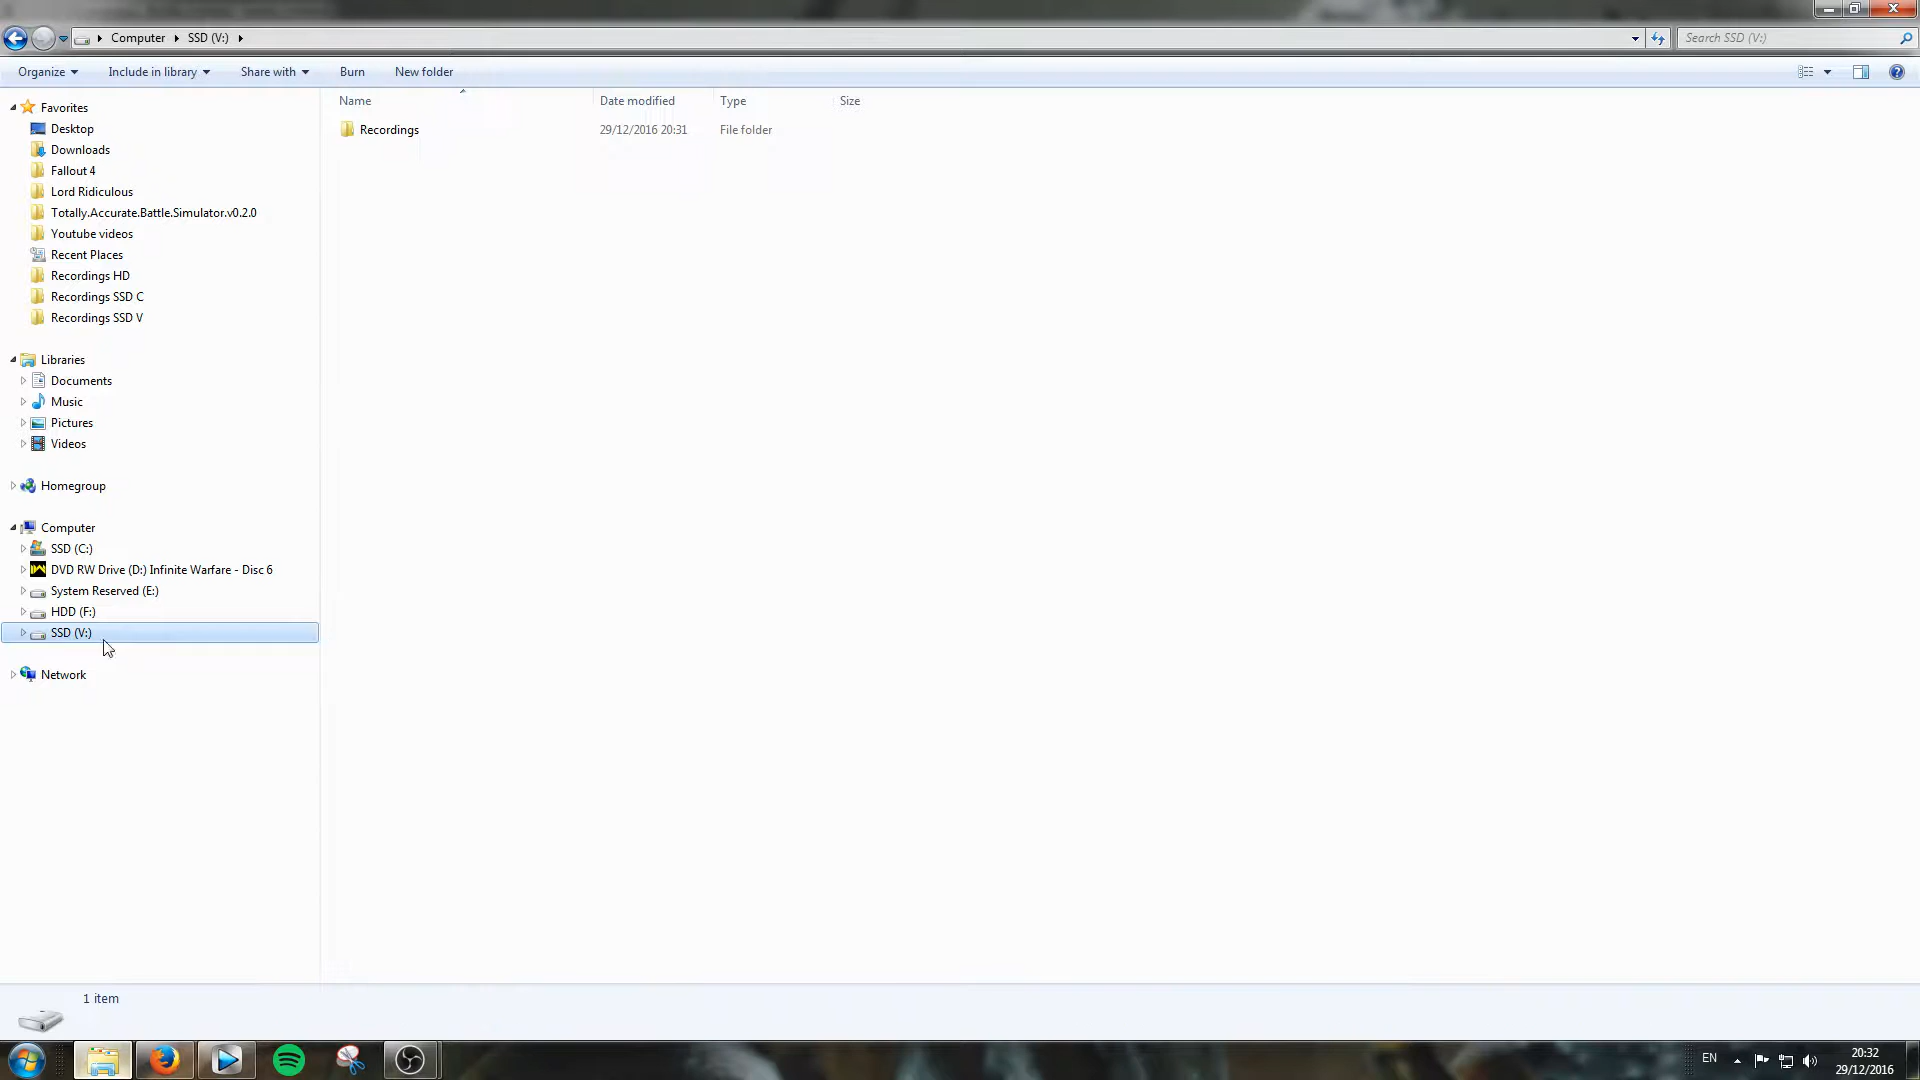 Computer SSD (V:)
Search SSD (V:)
Organize Include in library Share with Burn New folder
Name Date modified Type Size
Recordings 29/12/2016 20:31 File folder
Favorites
Desktop
Downloads
Fallout 4
Lord Ridiculous
Totally.Accurate.Battle.Simulator.v0.2.0
Youtube videos
Recent Places
Recordings HD
Recordings SSD C
Recordings SSD V
Libraries
Documents
Music
Pictures
Videos
Homegroup
Computer
SSD (C:)
DVD RW Drive (D:) Infinite Warfare - Disc 6
System Reserved (E:)
HDD (F:)
SSD (V:)
Network
1 item
EN
20:32
29/12/2016